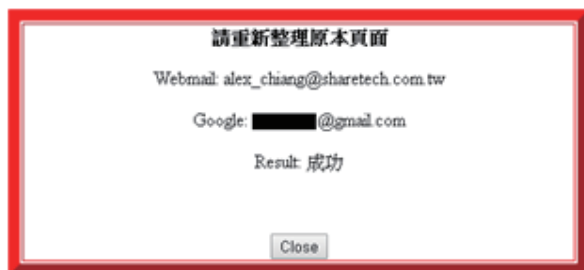 請重新整理原本頁面
Webmail: alex_chiang@sharetech.com.tw
Google: @gmail.com
Result: 成功
Close